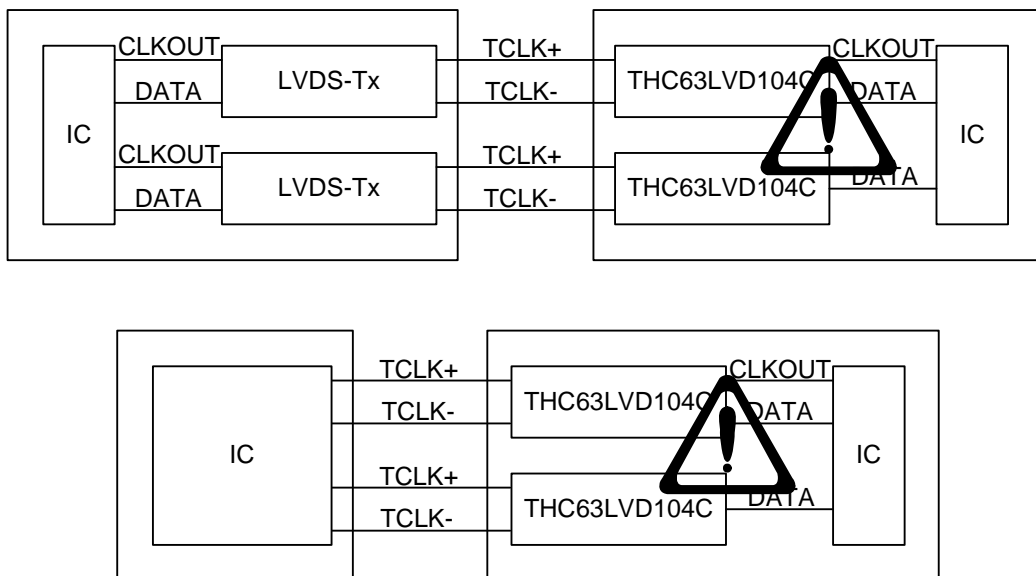 CLKOUT TCLK+ CLKOUT
LVDS-Tx THC63LVD104C
DATA TCLK- DATA
IC IC
CLKOUT TCLK+
LVDS-Tx THC63LVD104C DATA
DATA TCLK-
TCLK+ CLKOUT
THC63LVD104C
TCLK- DATA
IC IC
TCLK+
THC63LVD104C DATA
TCLK-